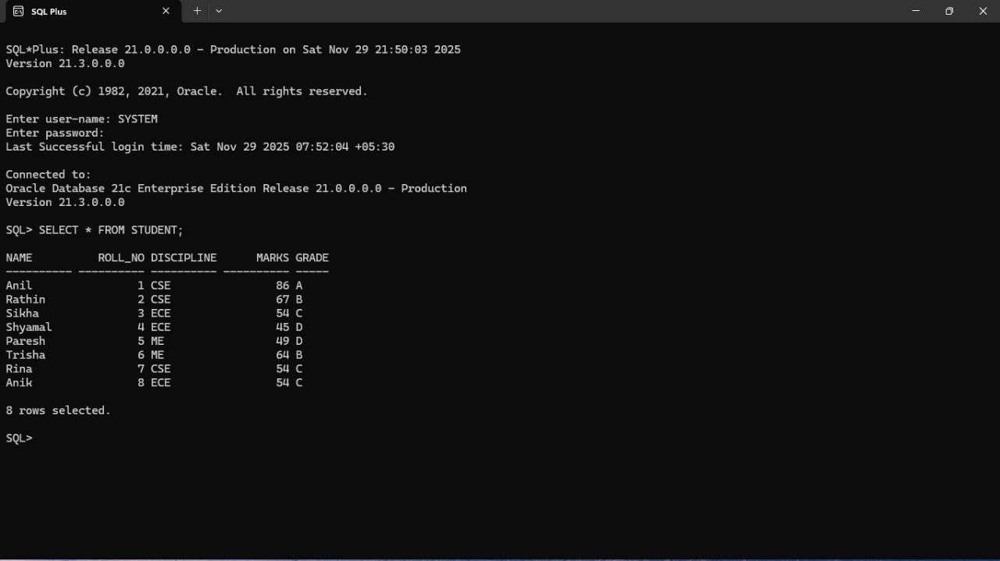 SQL Plus
SQL*Plus: Release 21.0.0.0.0 - Production on Sat Nov 29 21:50:03 2025
Version 21.3.0.0.0
Copyright (c) 1982, 2021, Oracle.  All rights reserved.
Enter user-name: SYSTEM
Enter password:
Last Successful login time: Sat Nov 29 2025 07:52:04 +05:30
Connected to:
Oracle Database 21c Enterprise Edition Release 21.0.0.0.0 - Production
Version 21.3.0.0.0
SQL> SELECT * FROM STUDENT;
NAME          ROLL_NO DISCIPLINE      MARKS GRADE
---------- ---------- ---------- ---------- -----
Anil                1 CSE                86 A
Rathin              2 CSE                67 B
Sikha               3 ECE                54 C
Shyamal             4 ECE                45 D
Paresh              5 ME                 49 D
Trisha              6 ME                 64 B
Rina                7 CSE                54 C
Anik                8 ECE                54 C
8 rows selected.
SQL>